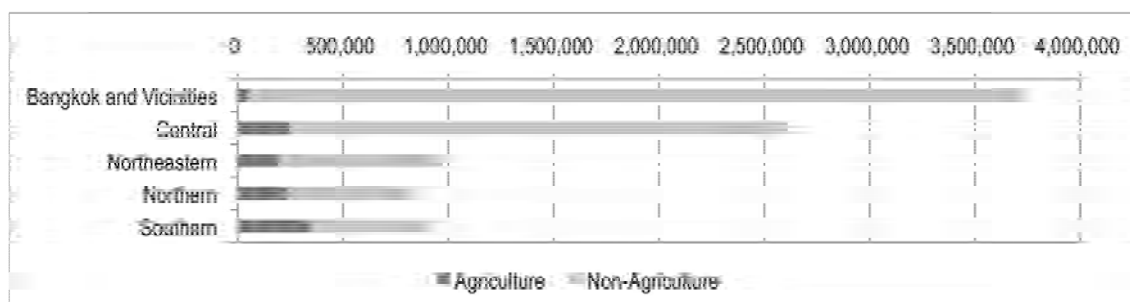 0 500,000 1,000,000 1,500,000 2,000,000 2,500,000 3,000,000 3,500,000 4,000,000
Bangkok and Vicinities
Central
Northeastern
Northern
Southern
Agriculture Non-Agriculture